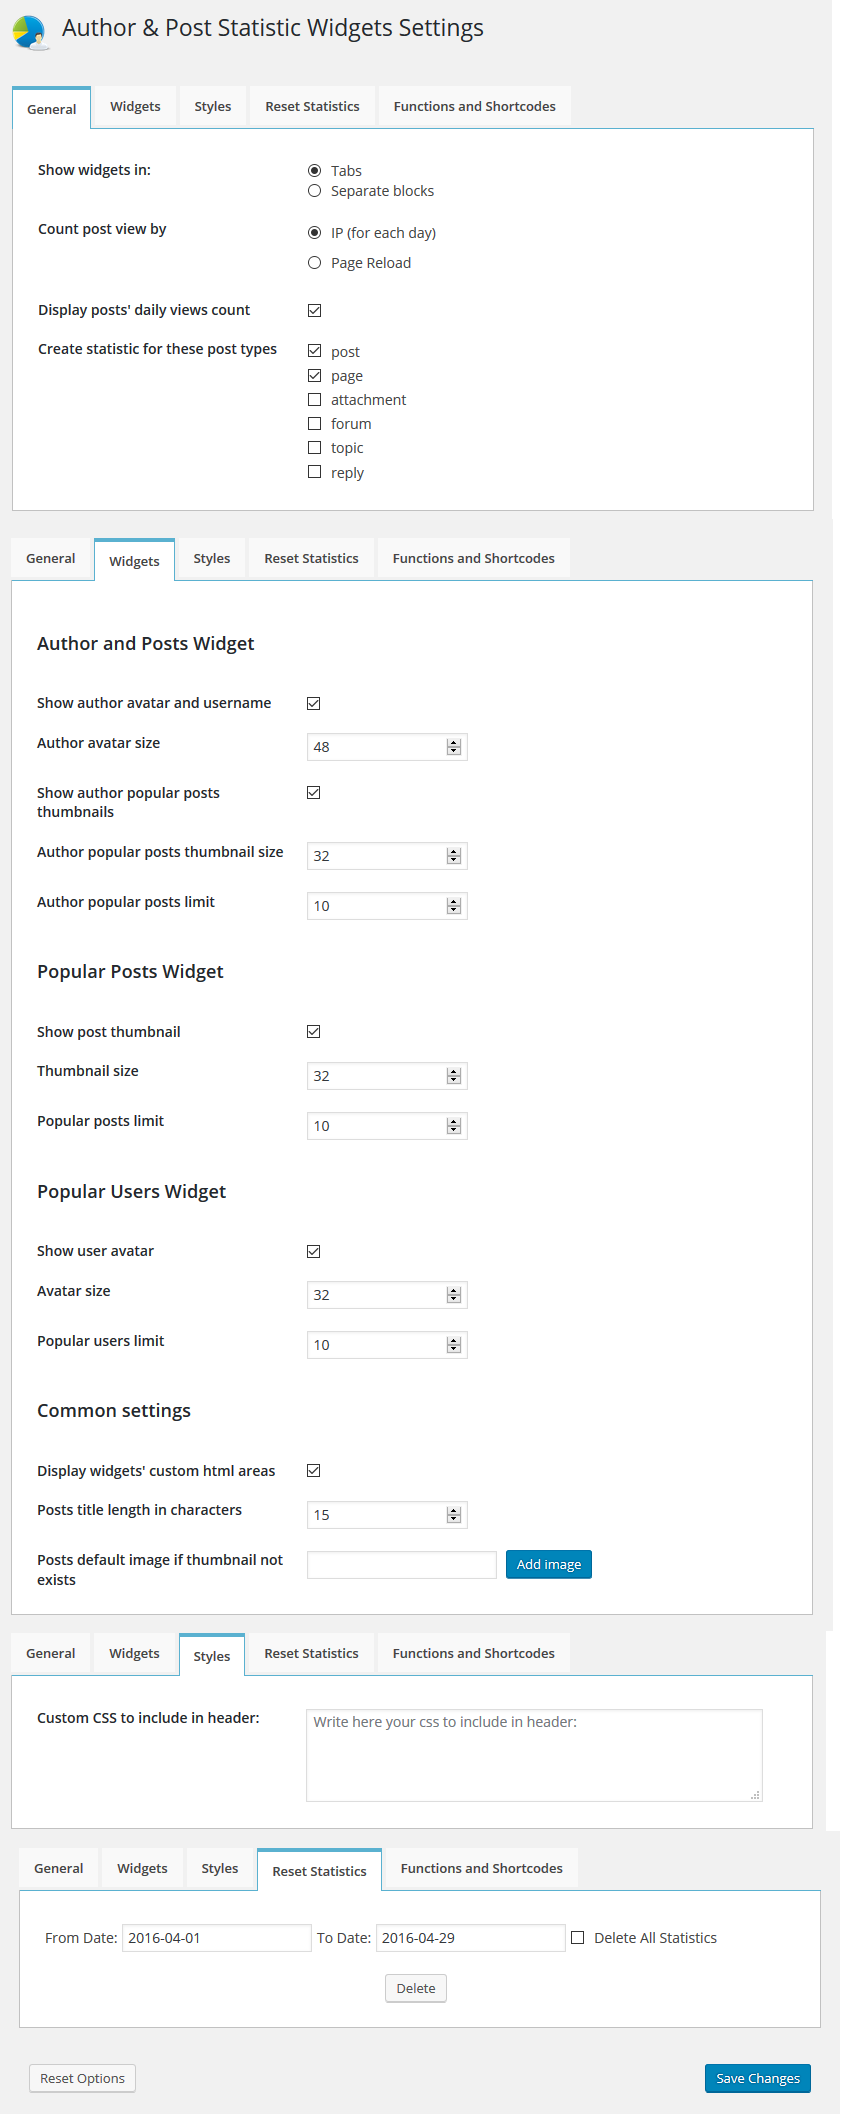 Author & Post Statistic Widgets Settings
General Widgets Styles Reset Statistics Functions and Shortcodes
Show widgets in: Tabs
Separate blocks
Count post view by IP (for each day)
Page Reload
Display posts' daily views count
Create statistic for these post types post
page
attachment
forum
topic
reply
General Widgets Styles Reset Statistics Functions and Shortcodes
Author and Posts Widget
Show author avatar and username
Author avatar size 48
Show author popular posts
thumbnails
Author popular posts thumbnail size 32
Author popular posts limit 10
Popular Posts Widget
Show post thumbnail
Thumbnail size 32
Popular posts limit 10
Popular Users Widget
Show user avatar
Avatar size 32
Popular users limit 10
Common settings
Display widgets' custom html areas
Posts title length in characters 15
Posts default image if thumbnail not Add image
exists
General Widgets Styles Reset Statistics Functions and Shortcodes
Custom CSS to include in header: Write here your css to include in header:
General Widgets Styles Reset Statistics Functions and Shortcodes
From Date: 2016-04-01 To Date: 2016-04-29 Delete All Statistics
Delete
Reset Options Save Changes